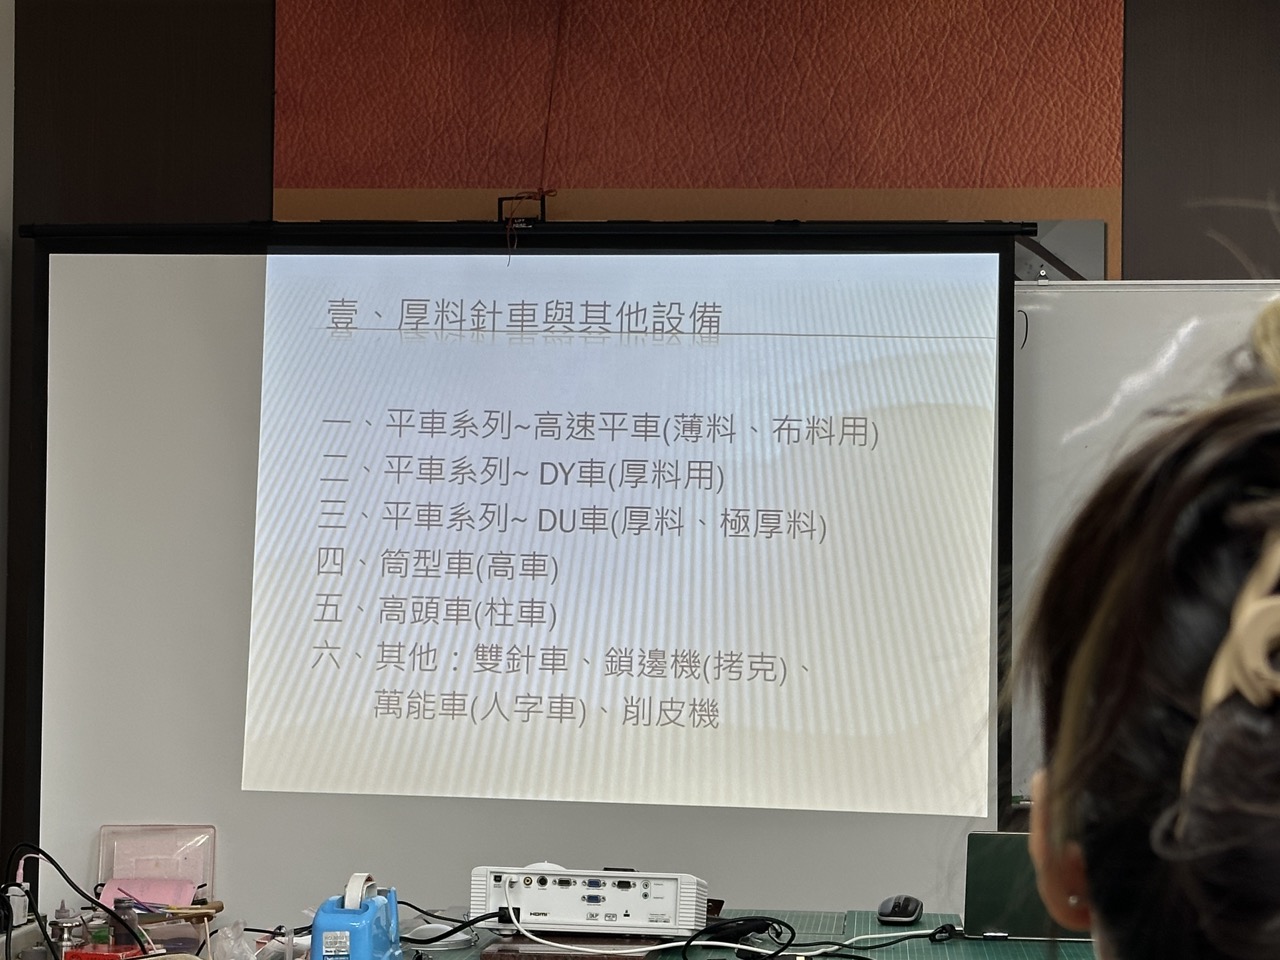 壹、厚料針車與其他設備
一、平車系列~高速平車(薄料、布料用)
二、平車系列~ DY車(厚料用)
三、平車系列~ DU車(厚料、極厚料)
四、筒型車(高車)
五、高頭車(柱車)
六、其他：雙針車、鎖邊機(拷克)、
萬能車(人字車)、削皮機
HDMI